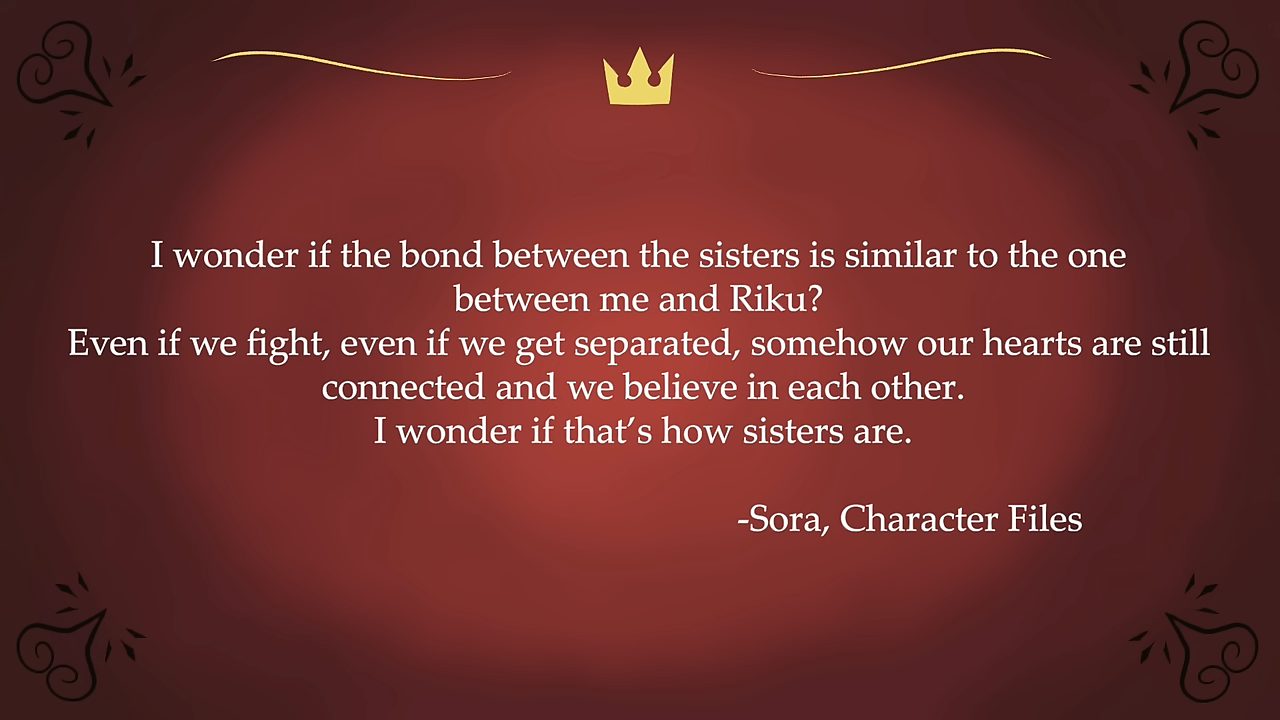 I wonder if the bond between the sisters is similar to the one
between me and Riku?
Even if we fight, even if we get separated, somehow our hearts are still
connected and we believe in each other.
I wonder if that’s how sisters are.
-Sora, Character Files